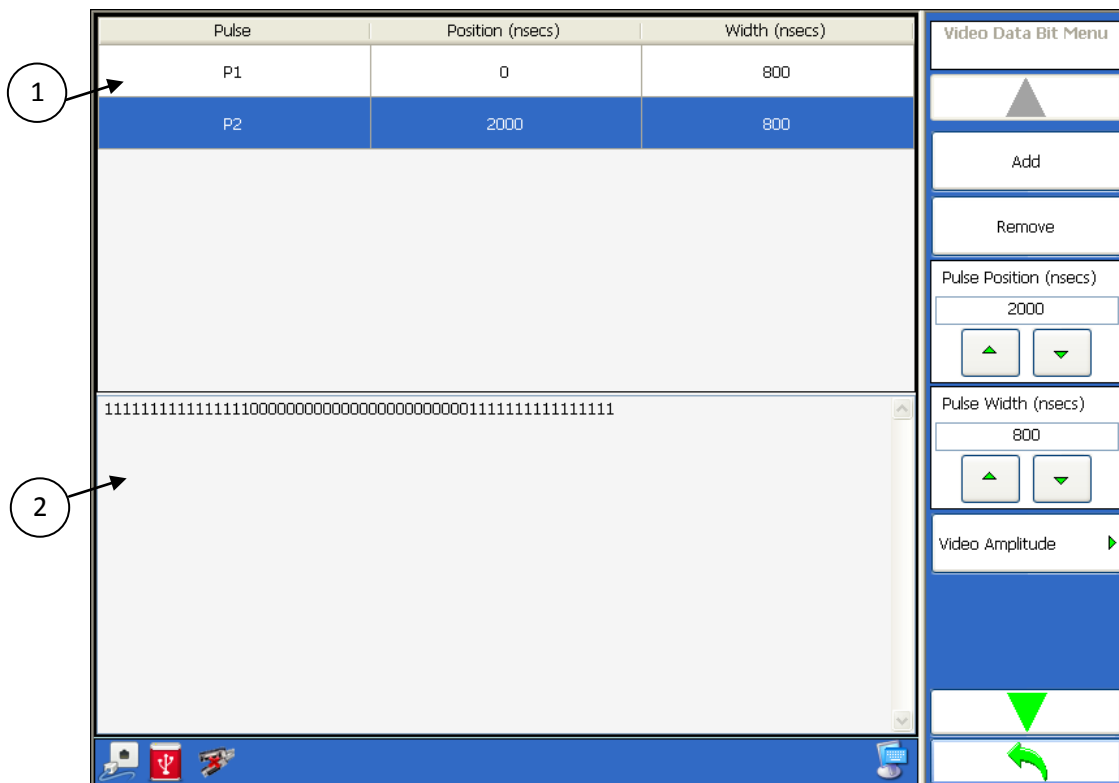 Pulse Position (nsecs) Width (nsecs)
1
P1 0 800
P2 2000 800
11111111111111110000000000000000000000001111111111111111
2
Video Data Bit Menu
Add
Remove
Pulse Position (nsecs)
2000
Pulse Width (nsecs)
800
Video Amplitude